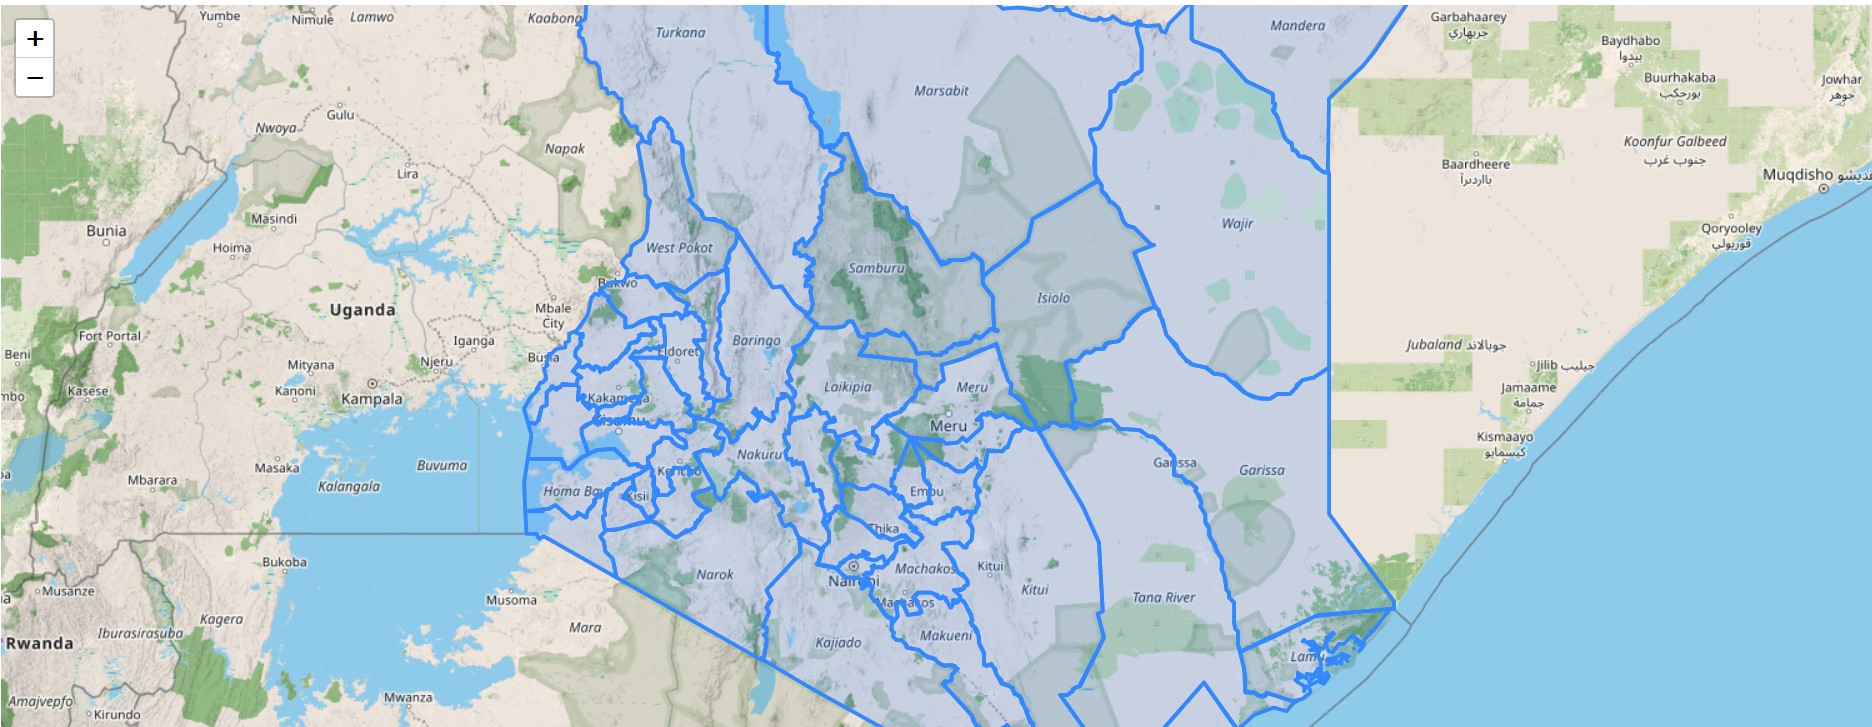 +
−
Yumbe
Nimule
Lamwo
Kaabong
Turkana
Mandera
Garbahaarey
جربهاري
Baydhabo
بيدوا
Buurhakaba
بورحكب
Jowhar
جوهر
Marsabit
Gulu
Nwoya
Napak
Lira
Koonfur Galbeed
جنوب غرب
Baardheere
بااردىرآ
Muqdisho
Masindi
Bunia
Hoima
West Pokot
Wajir
Qoryooley
قوريولي
Samburu
Isiolo
Bukwo
Uganda
Mbale
City
Fort Portal
Iganga
Baringo
Beni
Mityana
Njeru
Busia
Eldoret
Jubaland جوبالاند
Jilib جيليب
Kasese
Kanoni
Kampala
Kakamega
Laikipia
Meru
Jamaame
جمامة
Kisumu
Meru
Kismaayo
كيسمايو
Masaka
Buvuma
Nakuru
Garissa
Garissa
Mbarara
Kalangala
Kericho
Homa Bay
Kisii
Embu
Thika
Bukoba
Nairobi
Machakos
Kitui
Narok
Kitui
Tana River
Musanze
Musoma
Machakos
Kagera
Iburasirasuba
Mara
Makueni
Rwanda
Kajiado
Lamu
Amajyepfo
Mwanza
Kirundo